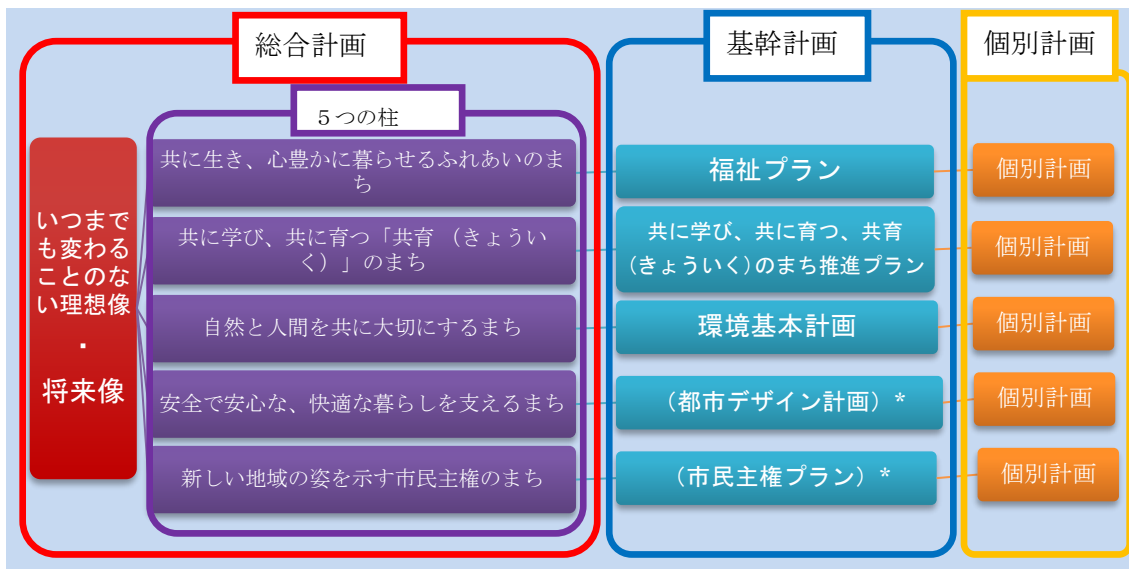 総合計画
基幹計画
個別計画
５つの柱
いつまで
も変わる
ことのな
い理想像
・
将来像
共に生き、心豊かに暮らせるふれあいのま
ち
福祉プラン
個別計画
共に学び、共に育つ「共育 （きょうい
く）」のまち
共に学び、共に育つ、共育
(きょういく)のまち推進プラン
個別計画
自然と人間を共に大切にするまち
環境基本計画
個別計画
安全で安心な、快適な暮らしを支えるまち
（都市デザイン計画）*
個別計画
新しい地域の姿を示す市民主権のまち
（市民主権プラン）*
個別計画